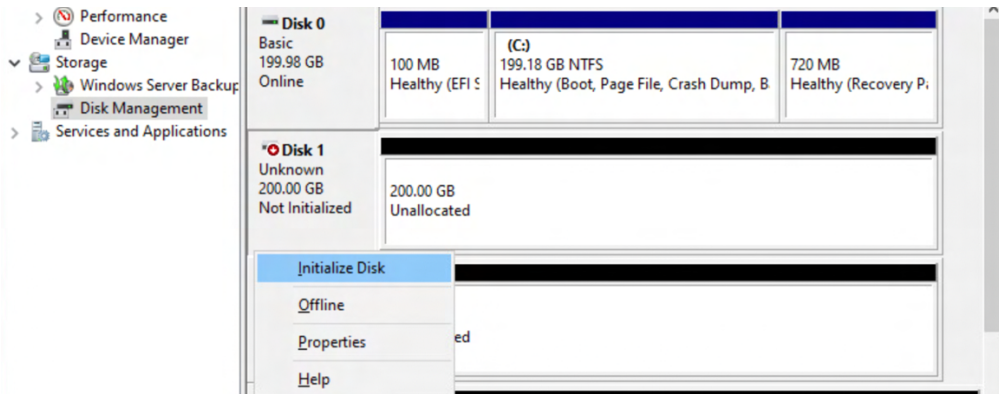 Performance
Device Manager
Storage
Windows Server Backup
Disk Management
Services and Applications
Disk 0
Basic
199.98 GB
Online
100 MB
Healthy (EFI S
(C:)
199.18 GB NTFS
Healthy (Boot, Page File, Crash Dump, B
720 MB
Healthy (Recovery Pa
Disk 1
Unknown
200.00 GB
Not Initialized
200.00 GB
Unallocated
Initialize Disk
Offline
Properties
Help
ed